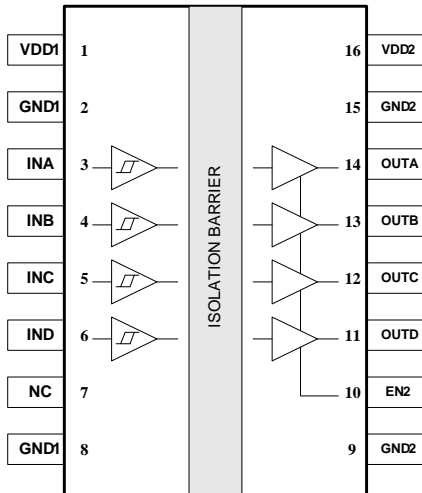 VDD1 1 16 VDD2
GND1 2 15 GND2
INA 3 14 OUTA
INB 4 13 OUTB
INC 5 12 OUTC
IND 6 11 OUTD
NC 7 10 EN2
GND1 8 9 GND2
ISOLATION BARRIER